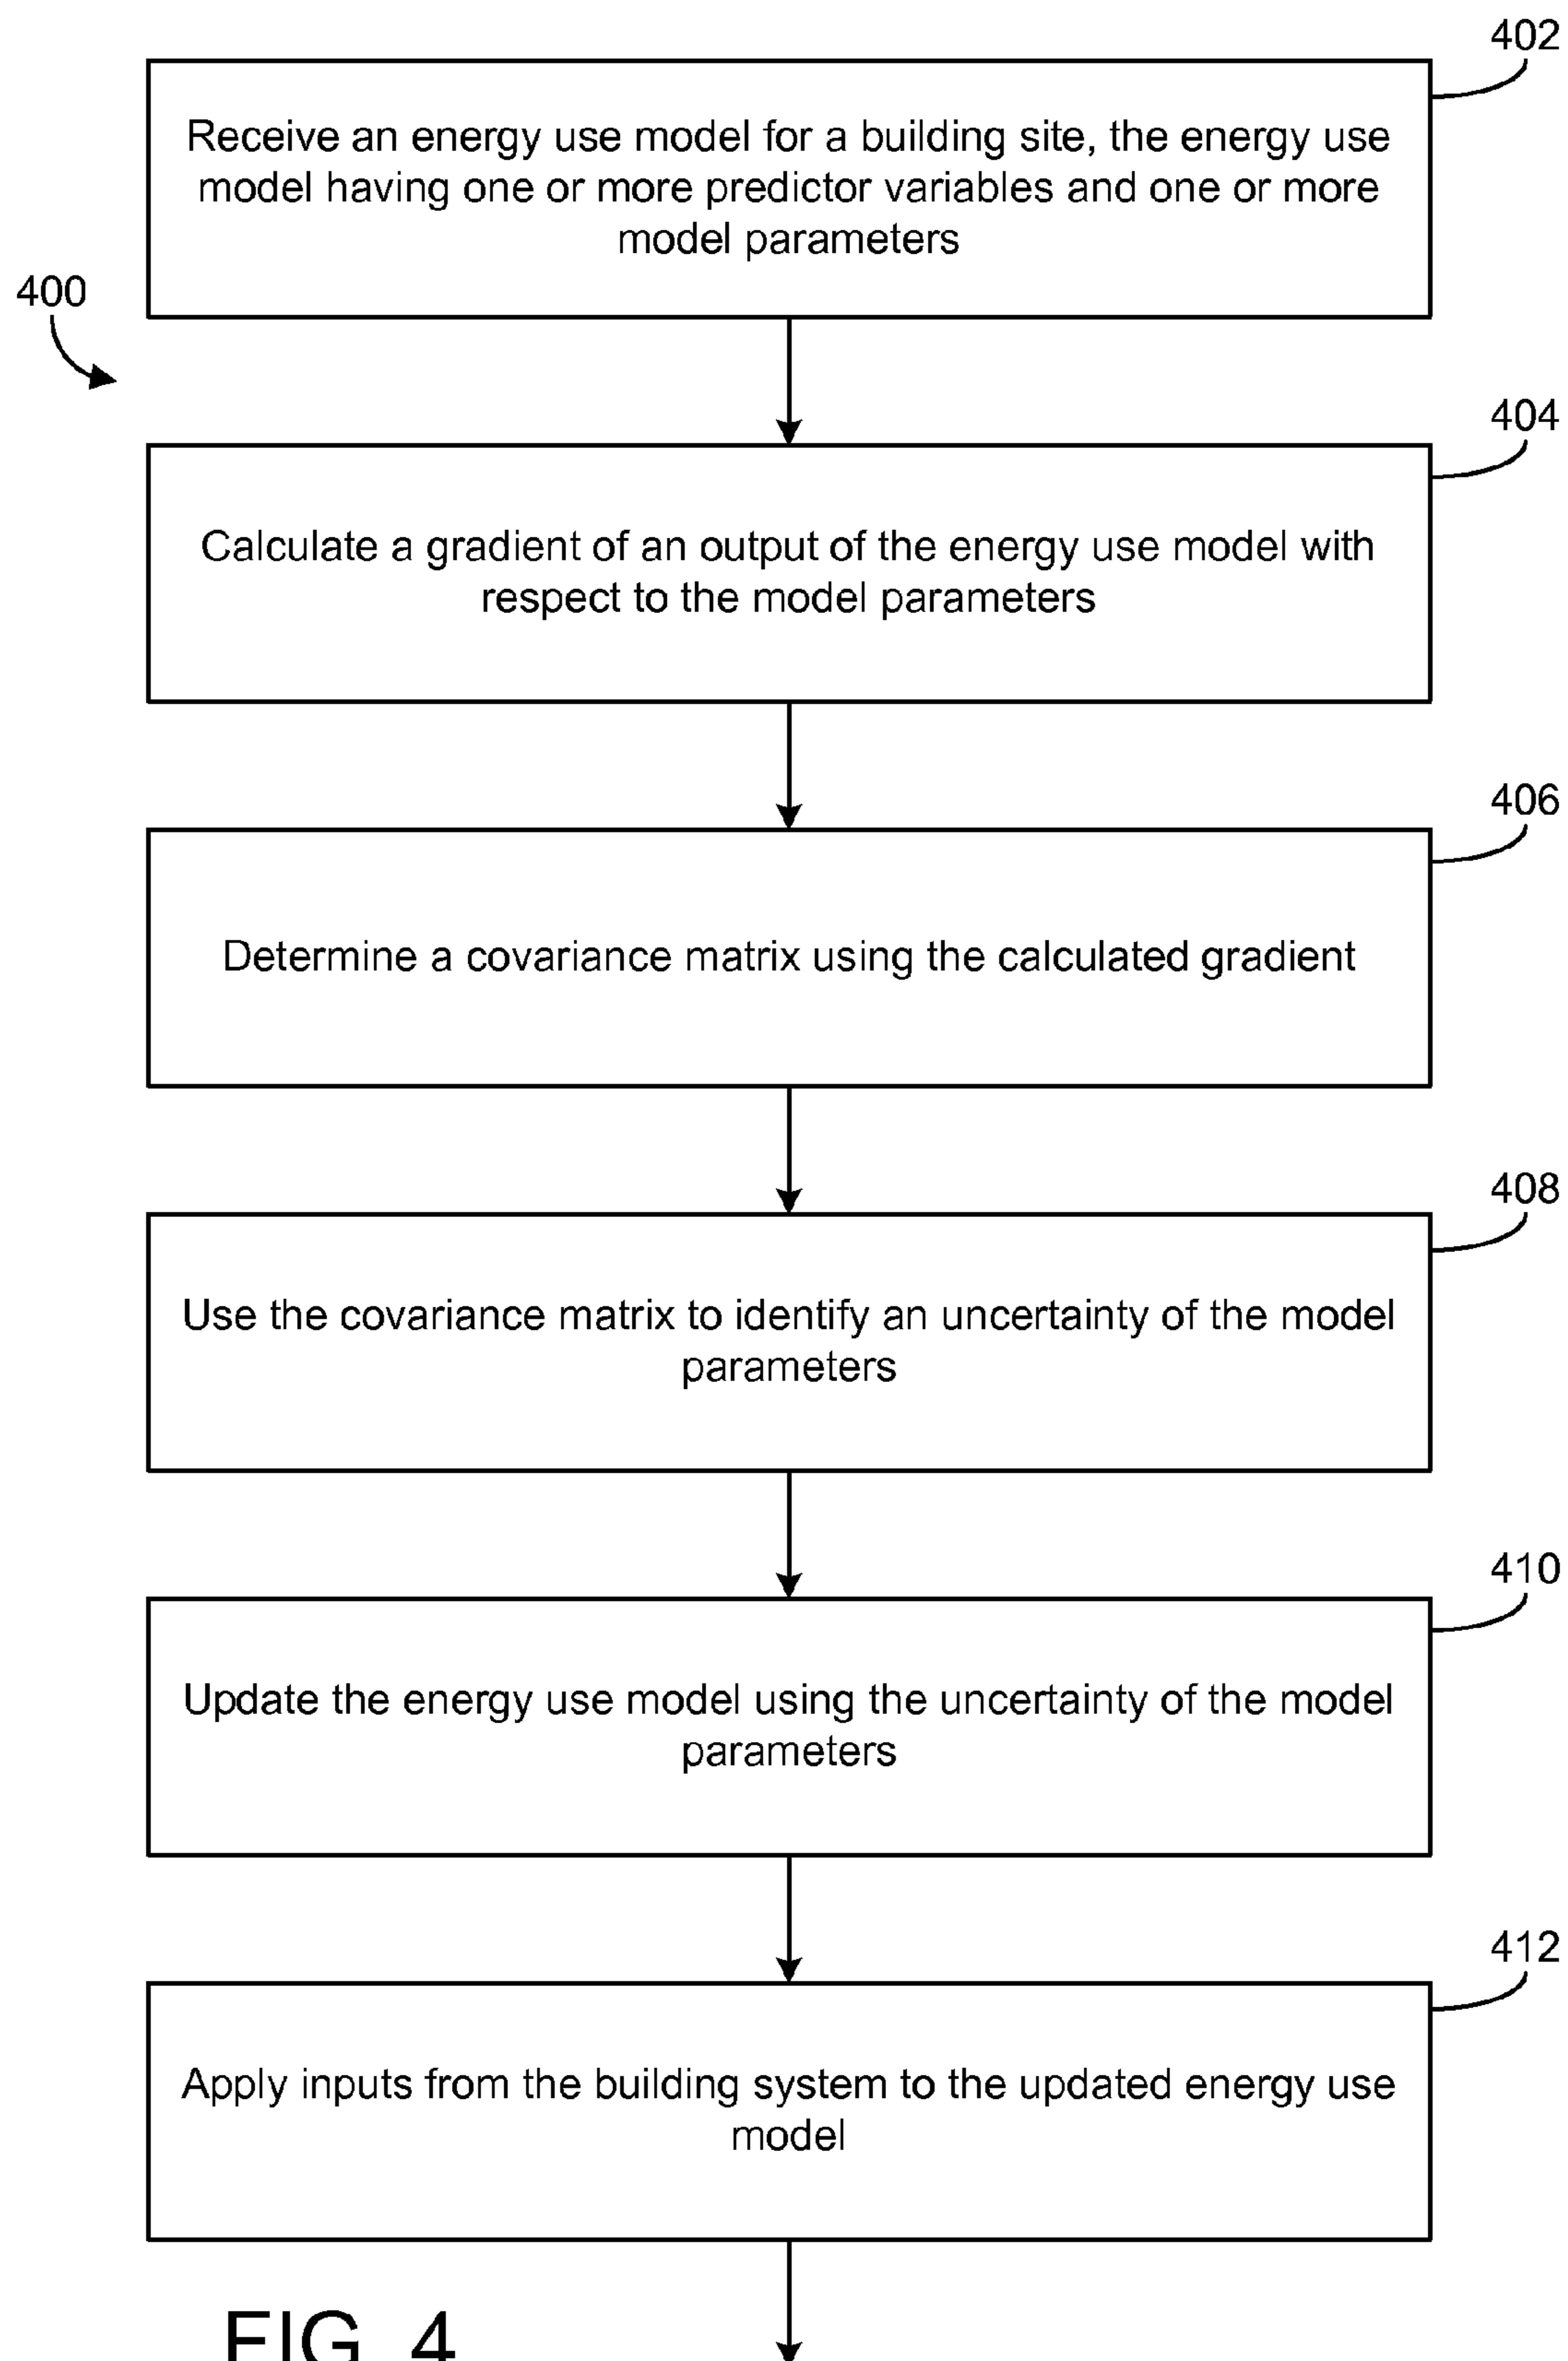 402
Receive an energy use model for a building site, the energy use
model having one or more predictor variables and one or more
model parameters
400
404
Calculate a gradient of an output of the energy use model with
respect to the model parameters
406
Determine a covariance matrix using the calculated gradient
408
Use the covariance matrix to identify an uncertainty of the model
parameters
410
Update the energy use model using the uncertainty of the model
parameters
412
Apply inputs from the building system to the updated energy use
model
FIG. 4